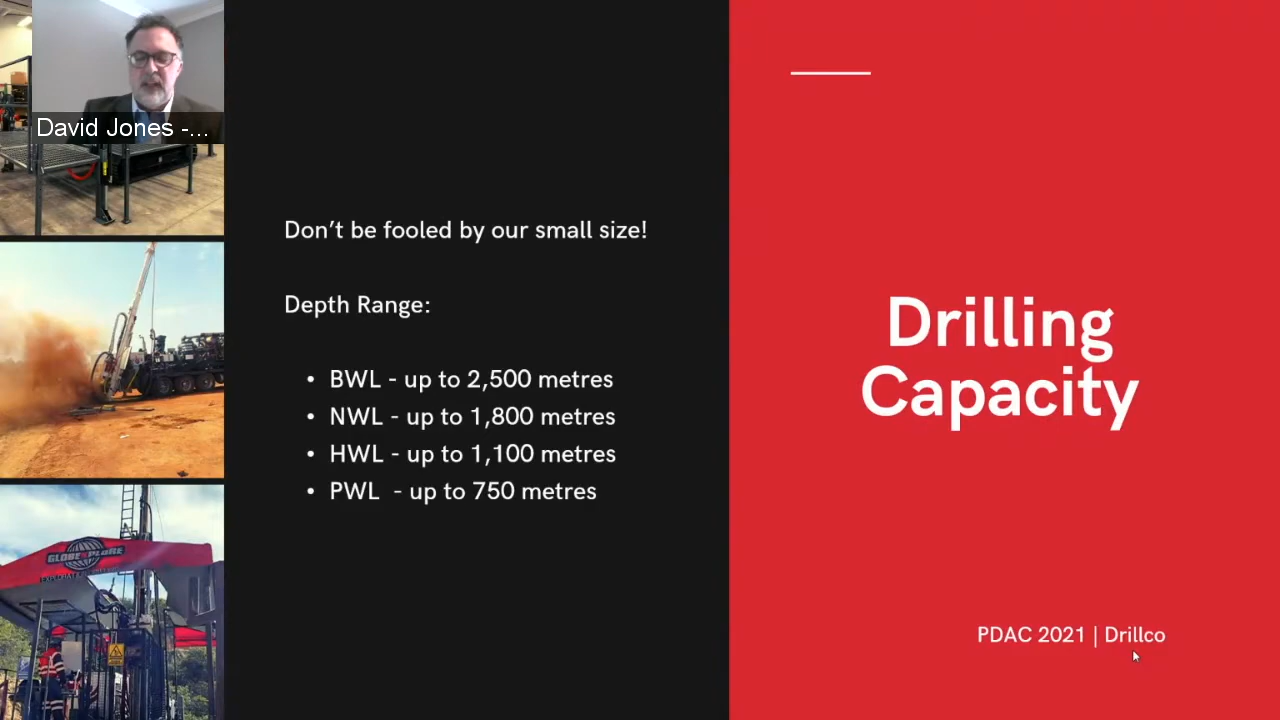 David Jones -...
Don’t be fooled by our small size!
Depth Range:
• BWL - up to 2,500 metres
• NWL - up to 1,800 metres
• HWL - up to 1,100 metres
• PWL - up to 750 metres
Drilling
Capacity
PDAC 2021 | Drillco